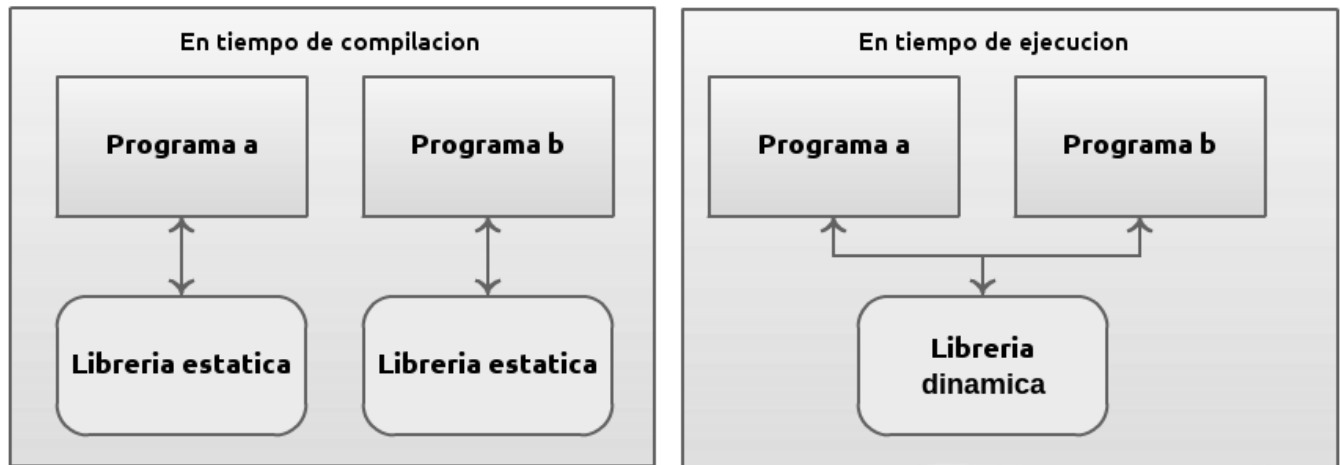 En tiempo de compilacion
Programa a
Programa b
Libreria estatica
Libreria estatica
En tiempo de ejecucion
Programa a
Programa b
Libreria
dinamica